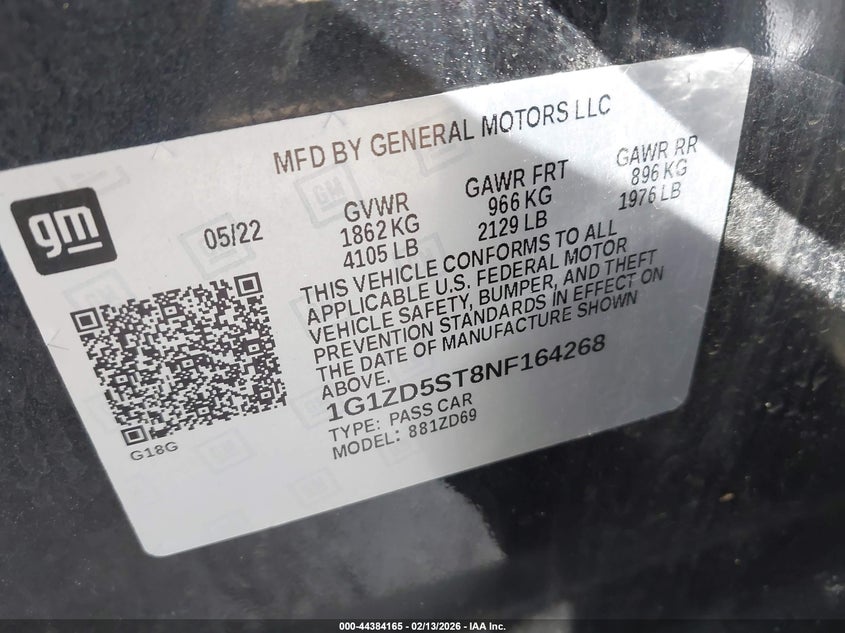 MFD BY GENERAL MOTORS LLC
gm
05/22
GVWR
1862 KG
4105 LB
GAWR FRT
966 KG
2129 LB
GAWR RR
896 KG
1976 LB
THIS VEHICLE CONFORMS TO ALL
APPLICABLE U.S. FEDERAL MOTOR
VEHICLE SAFETY, BUMPER, AND THEFT
PREVENTION STANDARDS IN EFFECT ON
THE DATE OF MANUFACTURE SHOWN
ABOVE.
1G1ZD5ST8NF164268
TYPE: PASS CAR
MODEL: 881ZD69
G18G
000-44384165 - 02/13/2026 - IAA Inc.